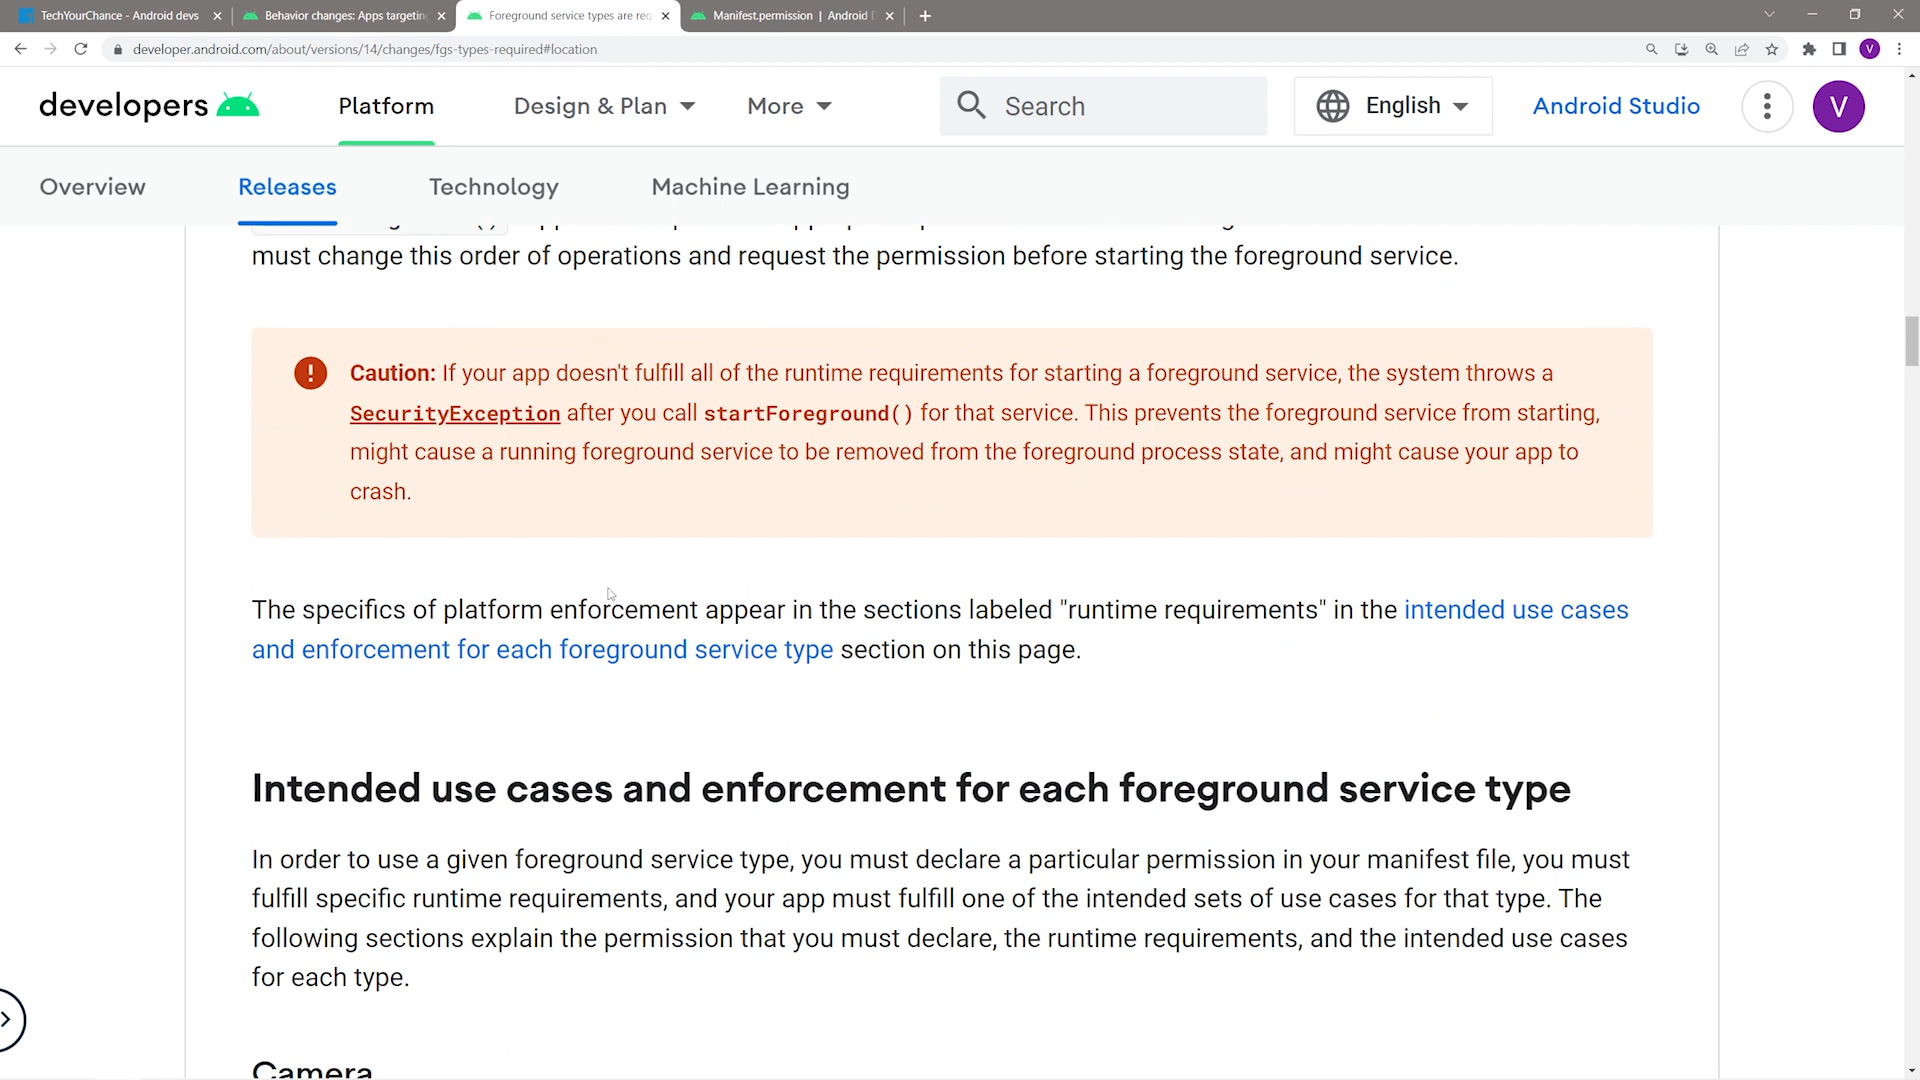 TechYourChance - Android devs
Behavior changes: Apps targeting
Foreground service types are req
Manifest.permission | Android D
developer.android.com/about/versions/14/changes/fgs-types-required#location
V
developers
Platform
Design & Plan
More
Search
English
Android Studio
V
Overview
Releases
Technology
Machine Learning
must change this order of operations and request the permission before starting the foreground service.
Caution: If your app doesn't fulfill all of the runtime requirements for starting a foreground service, the system throws a
SecurityException after you call startForeground() for that service. This prevents the foreground service from starting,
might cause a running foreground service to be removed from the foreground process state, and might cause your app to
crash.
The specifics of platform enforcement appear in the sections labeled "runtime requirements" in the intended use cases
and enforcement for each foreground service type section on this page.
Intended use cases and enforcement for each foreground service type
In order to use a given foreground service type, you must declare a particular permission in your manifest file, you must
fulfill specific runtime requirements, and your app must fulfill one of the intended sets of use cases for that type. The
following sections explain the permission that you must declare, the runtime requirements, and the intended use cases
for each type.
Camera